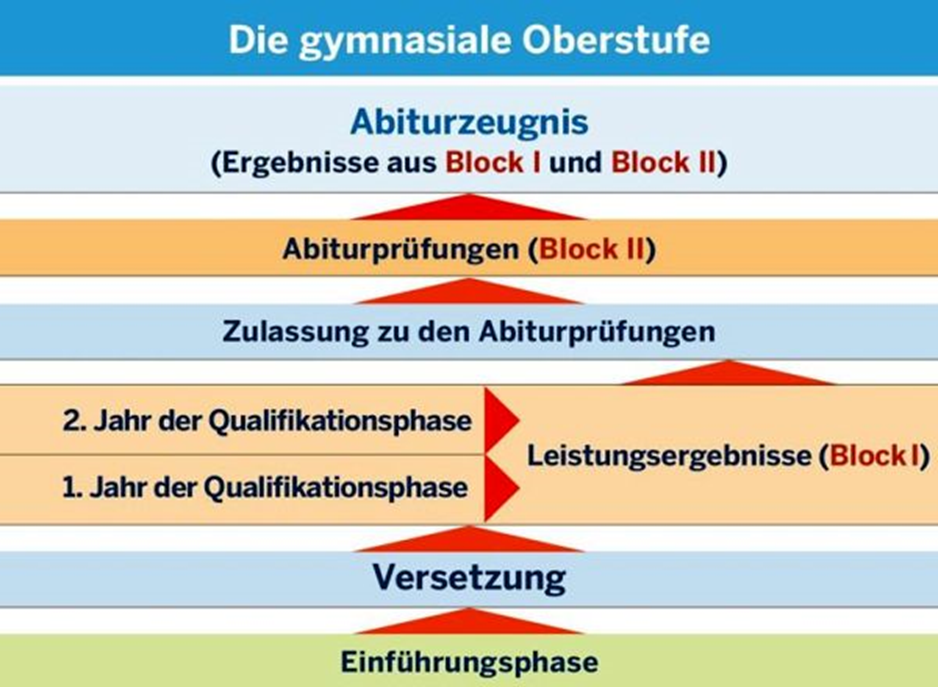 Die gymnasiale Oberstufe
Abiturzeugnis
(Ergebnisse aus Block I und Block II)
Abiturprüfungen (Block II)
Zulassung zu den Abiturprüfungen
2. Jahr der Qualifikationsphase
1. Jahr der Qualifikationsphase
Leistungsergebnisse (Block I)
Versetzung
Einführungsphase